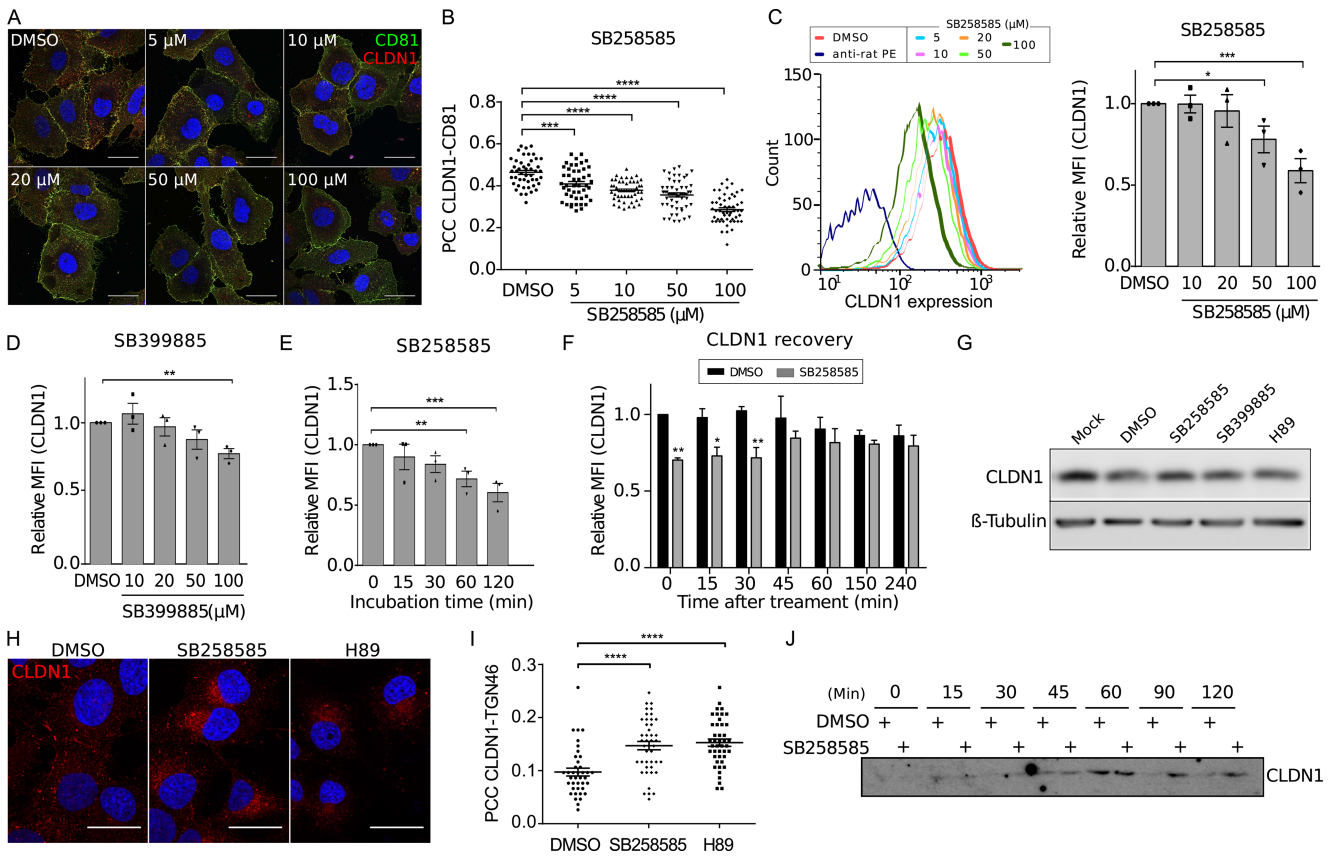 A
DMSO
5 µM
10 µM
CD81
CLDN1
20 µM
50 µM
100 µM
B
SB258585
****
****
****
***
PCC CLDN1-CD81
0.8
0.6
0.4
0.2
0.0
DMSO
5
10
50
100
SB258585 (µM)
C
SB258585 (µM)
DMSO
anti-rat PE
5
10
20
50
100
Count
150
100
50
0
10¹
10²
10³
CLDN1 expression
SB258585
***
*
Relative MFI (CLDN1)
1.0
0.5
0.0
DMSO
10
20
50
100
SB258585 (µM)
D
SB399885
**
Relative MFI (CLDN1)
1.0
0.5
0.0
DMSO
10
20
50
100
SB399885(µM)
E
SB258585
***
**
Relative MFI (CLDN1)
1.5
1.0
0.5
0.0
0 15 30 60 120
Incubation time (min)
F
CLDN1 recovery
DMSO
SB258585
Relative MFI (CLDN1)
1.0
0.5
0.0
**
*
**
0 15 30 45 60 150 240
Time after treament (min)
G
Mock
DMSO
SB258585
SB399885
H89
CLDN1
ß-Tubulin
H
DMSO
SB258585
H89
CLDN1
I
****
****
PCC CLDN1-TGN46
0.3
0.2
0.1
0.0
DMSO
SB258585
H89
J
(Min) 0 15 30 45 60 90 120
DMSO + + + + + + +
SB258585 + + + + + + +
CLDN1